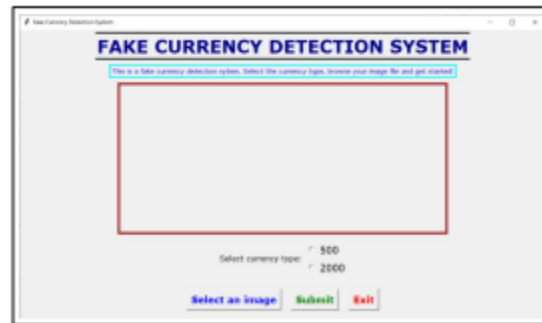 Fake Currency Detection System
FAKE CURRENCY DETECTION SYSTEM
This is a fake currency detection sytem. Select the currency type, browse your image file and get started!
Select currency type:
500
2000
Select an image Submit Exit